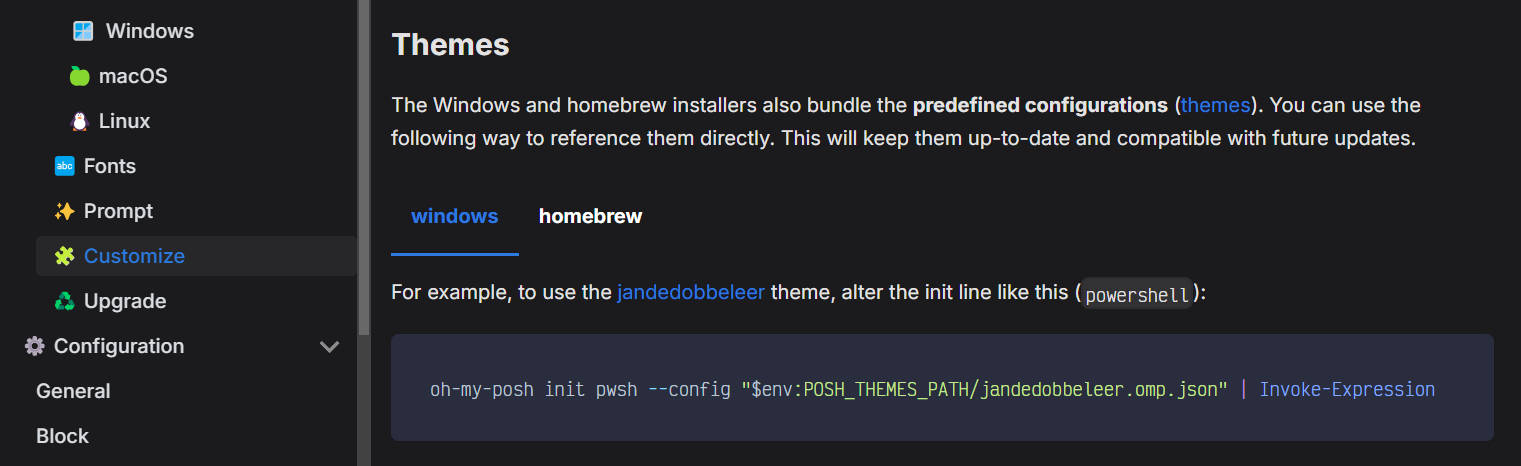 Windows
macOS
Linux
abc Fonts
Prompt
Customize
Upgrade
Configuration
General
Block
Themes
The Windows and homebrew installers also bundle the predefined configurations (themes). You can use the
following way to reference them directly. This will keep them up-to-date and compatible with future updates.
windows homebrew
For example, to use the jandedobbeleer theme, alter the init line like this (powershell):
oh-my-posh init pwsh --config "$env:POSH_THEMES_PATH/jandedobbeleer.omp.json" | Invoke-Expression